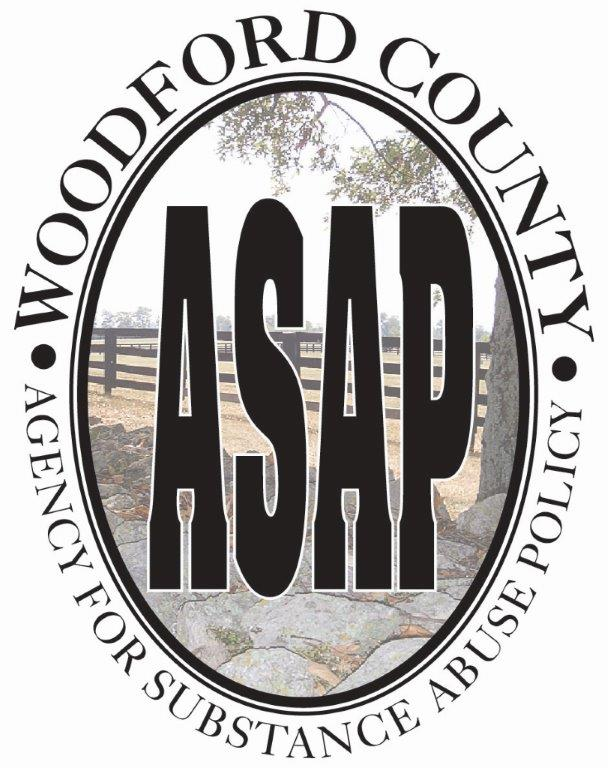 • WOODFORD COUNTY •
ASAP
AGENCY FOR SUBSTANCE ABUSE POLICY